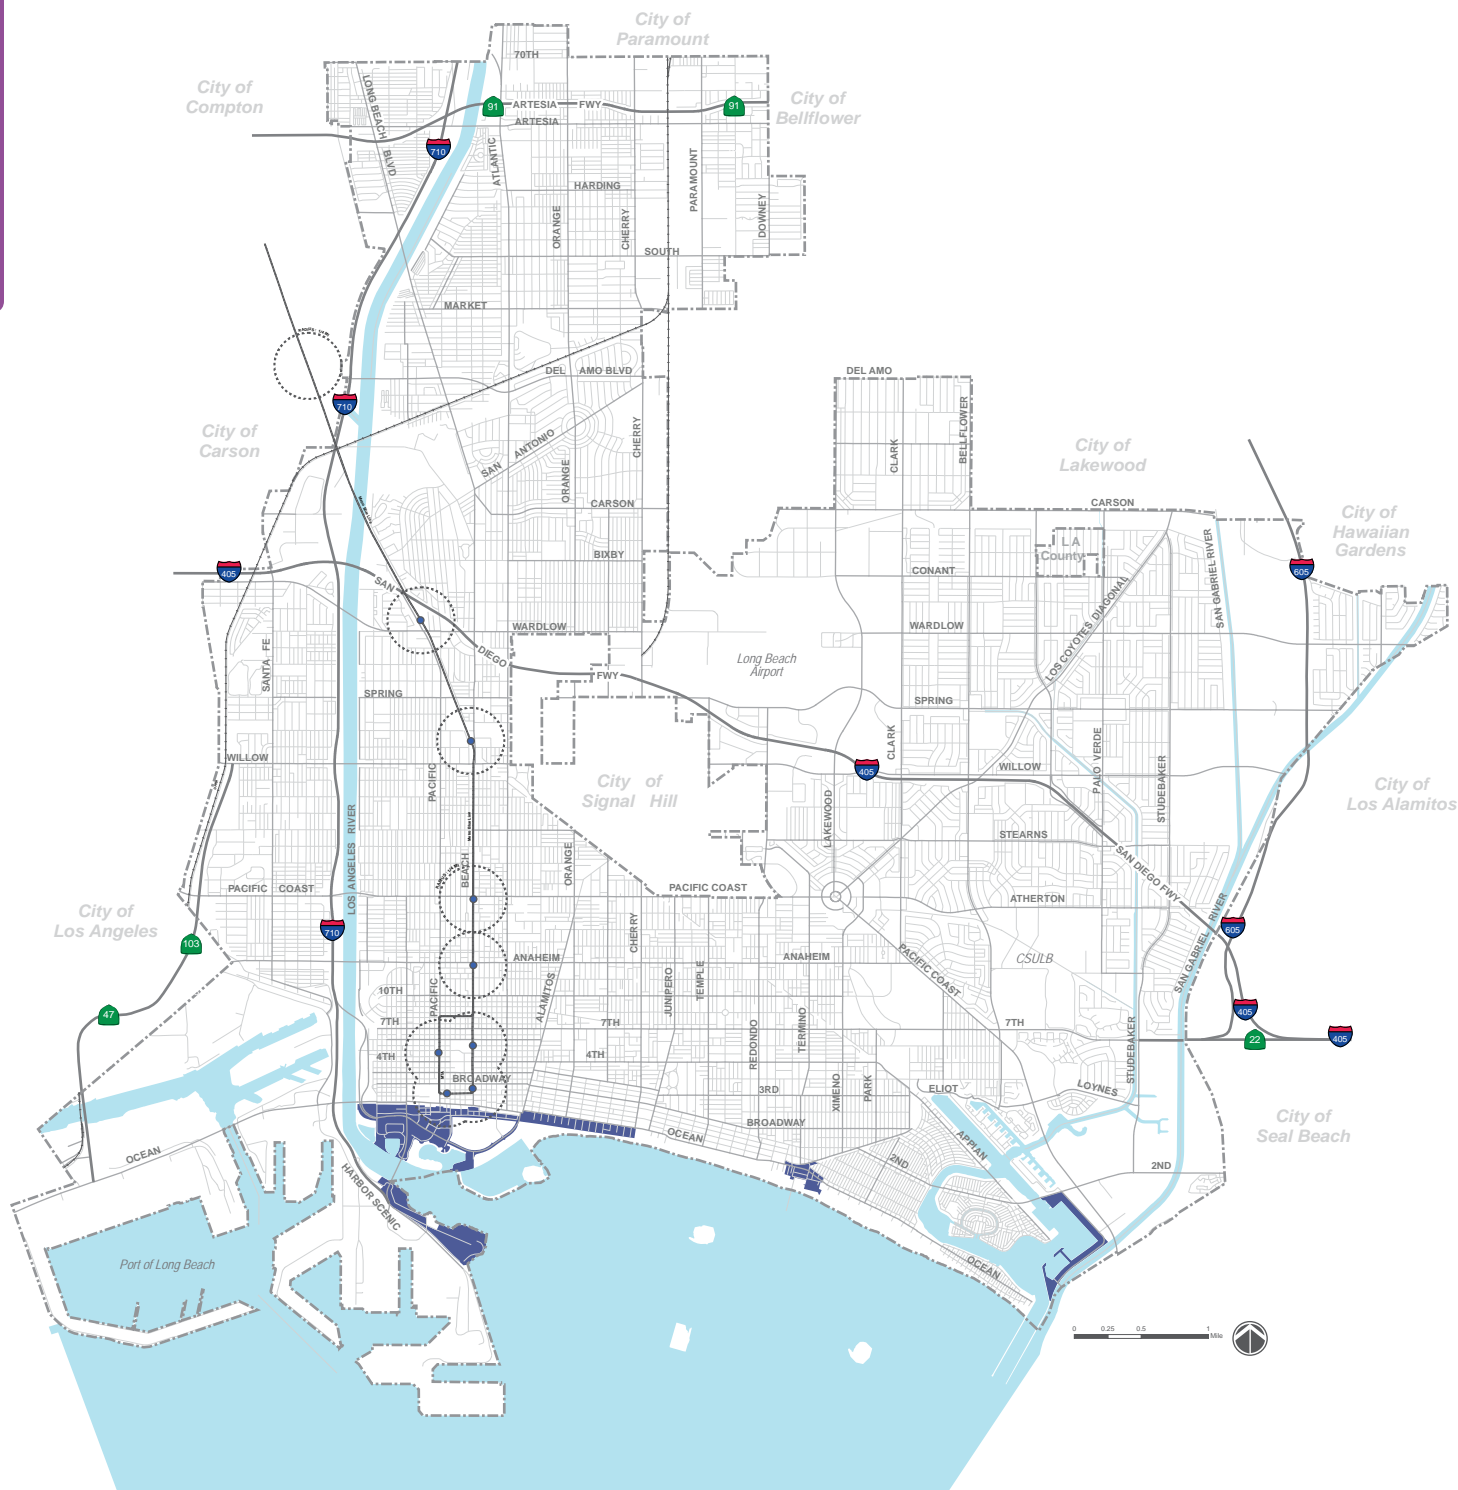 City of
Paramount
70TH
City of
Compton
LONG BEACH
BLVD
91
ARTESIA FWY
91
City of
Bellflower
ARTESIA
710
ATLANTIC
PARAMOUNT
HARDING
ORANGE
CHERRY
DOWNEY
SOUTH
MARKET
DEL AMO BLVD
DEL AMO
710
City of
Carson
SAN ANTONIO
CHERRY
ORANGE
CLARK
BELLFLOWER
City of
Lakewood
CARSON
CARSON
City of
Hawaiian
Gardens
BIXBY
L A
County
CONANT
405
605
SAN
DIEGO
FWY
WARDLOW
WARDLOW
SAN GABRIEL RIVER
LOS COYOTES DIAGONAL
SANTA FE
Long Beach
Airport
SPRING
SPRING
CLARK
WILLOW
WILLOW
405
PACIFIC
City of
Signal Hill
PALO VERDE
STUDEBAKER
City of
Los Alamitos
LAKEWOOD
LOS ANGELES RIVER
STEARNS
SAN DIEGO FWY
BEACH
ORANGE
PACIFIC COAST
PACIFIC COAST
ATHERTON
City of
Los Angeles
710
103
CHERRY
605
SAN GABRIEL RIVER
ANAHEIM
ANAHEIM
PACIFIC COAST
CSULB
10TH
PACIFIC
ALAMITOS
JUNIPERO
TEMPLE
47
7TH
7TH
REDONDO
TERMINO
7TH
405
22
405
4TH
4TH
STUDEBAKER
BROADWAY
3RD
XIMENO
PARK
ELIOT
LOYNES
City of
Seal Beach
BROADWAY
OCEAN
OCEAN
APPIAN
2ND
2ND
HARBOR SCENIC
Port of Long Beach
OCEAN
0 0.25 0.5 1
Mile